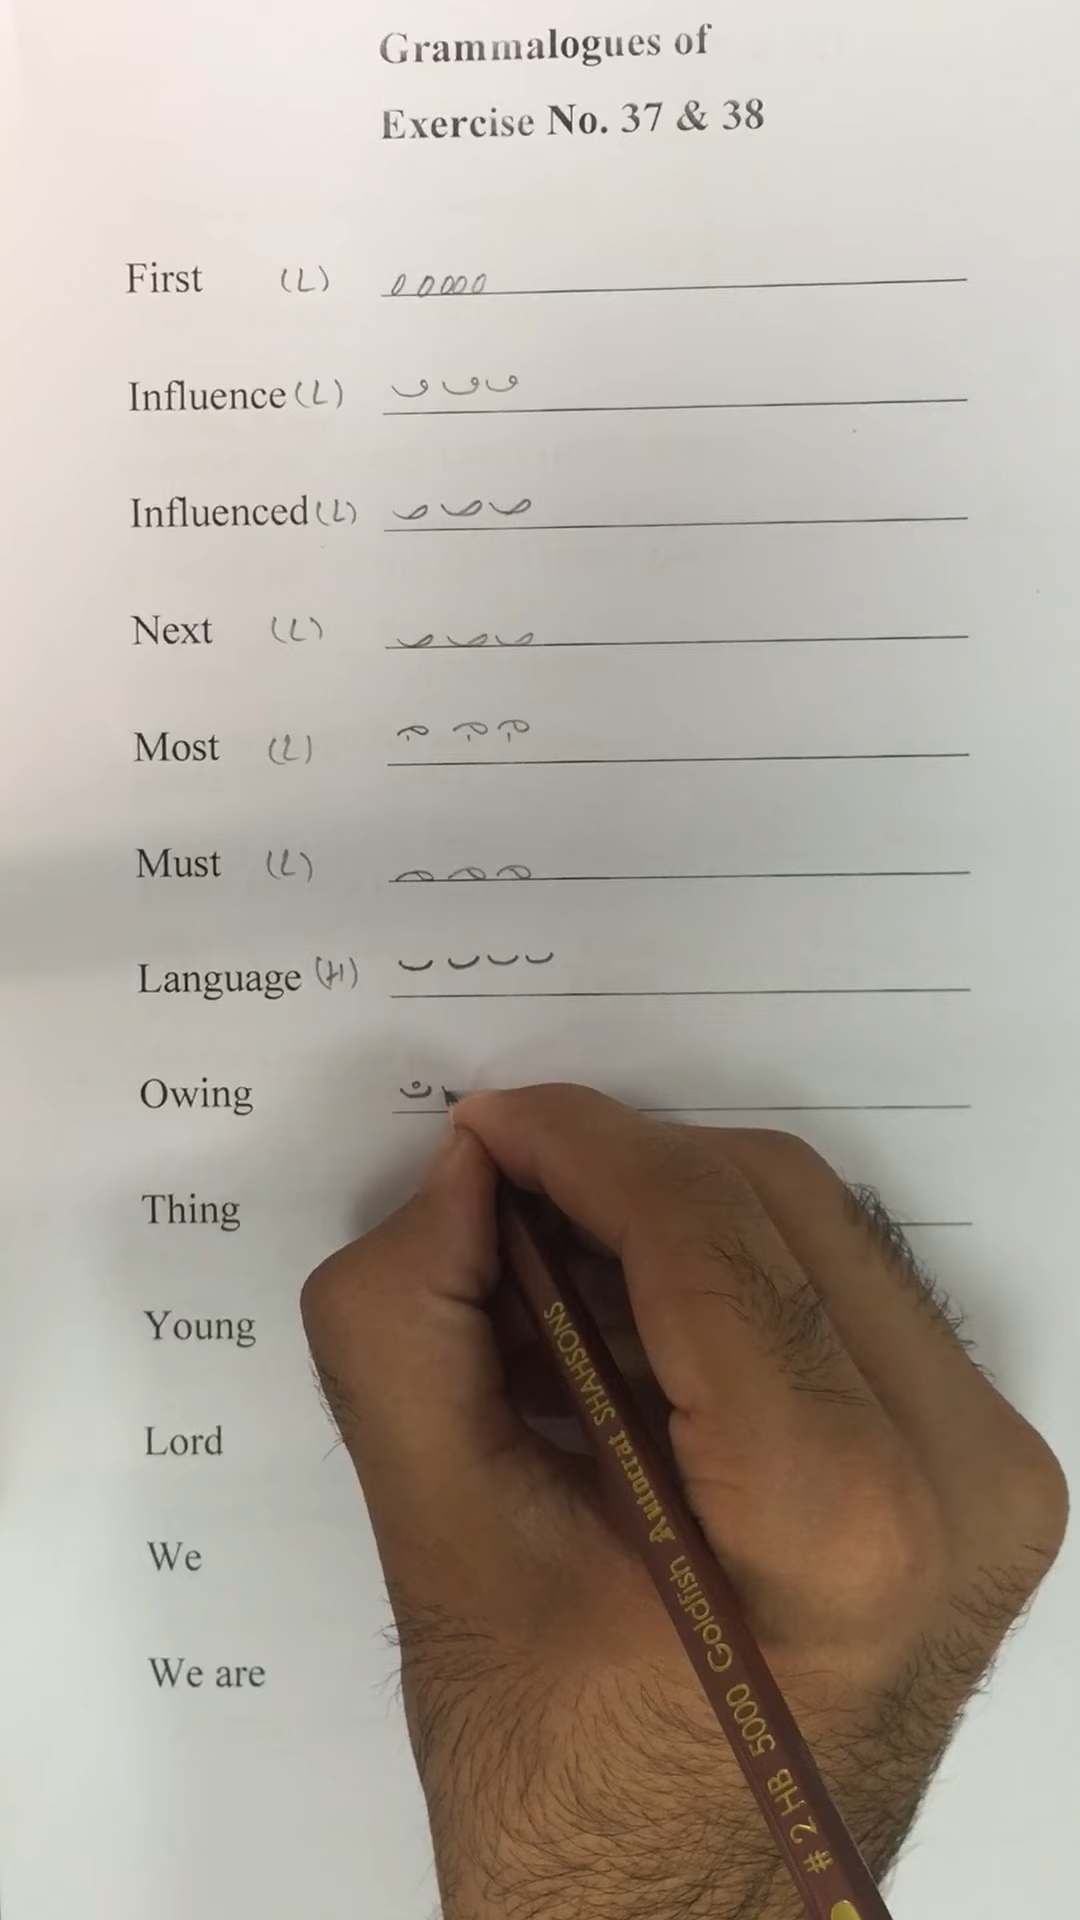 Grammalogues of
Exercise No. 37 & 38
First (L)
Influence (L)
Influenced (L)
Next (L)
Most (L)
Must (L)
Language (H)
Owing
Thing
Young
Lord
We
We are
# 2 HB 5000 Goldfish Autocrat SHAHSONS